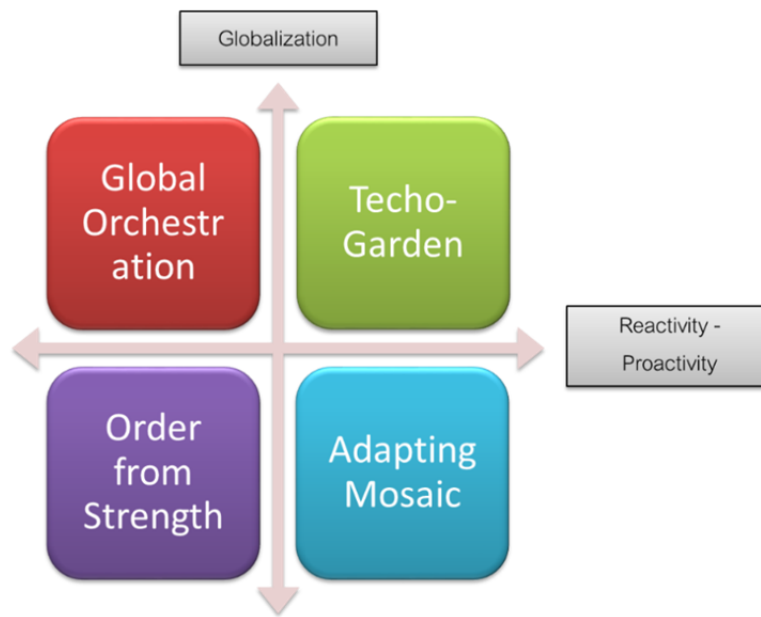 Globalization
Global
Orchestr
ation
Techo-
Garden
Reactivity -
Proactivity
Order
from
Strength
Adapting
Mosaic